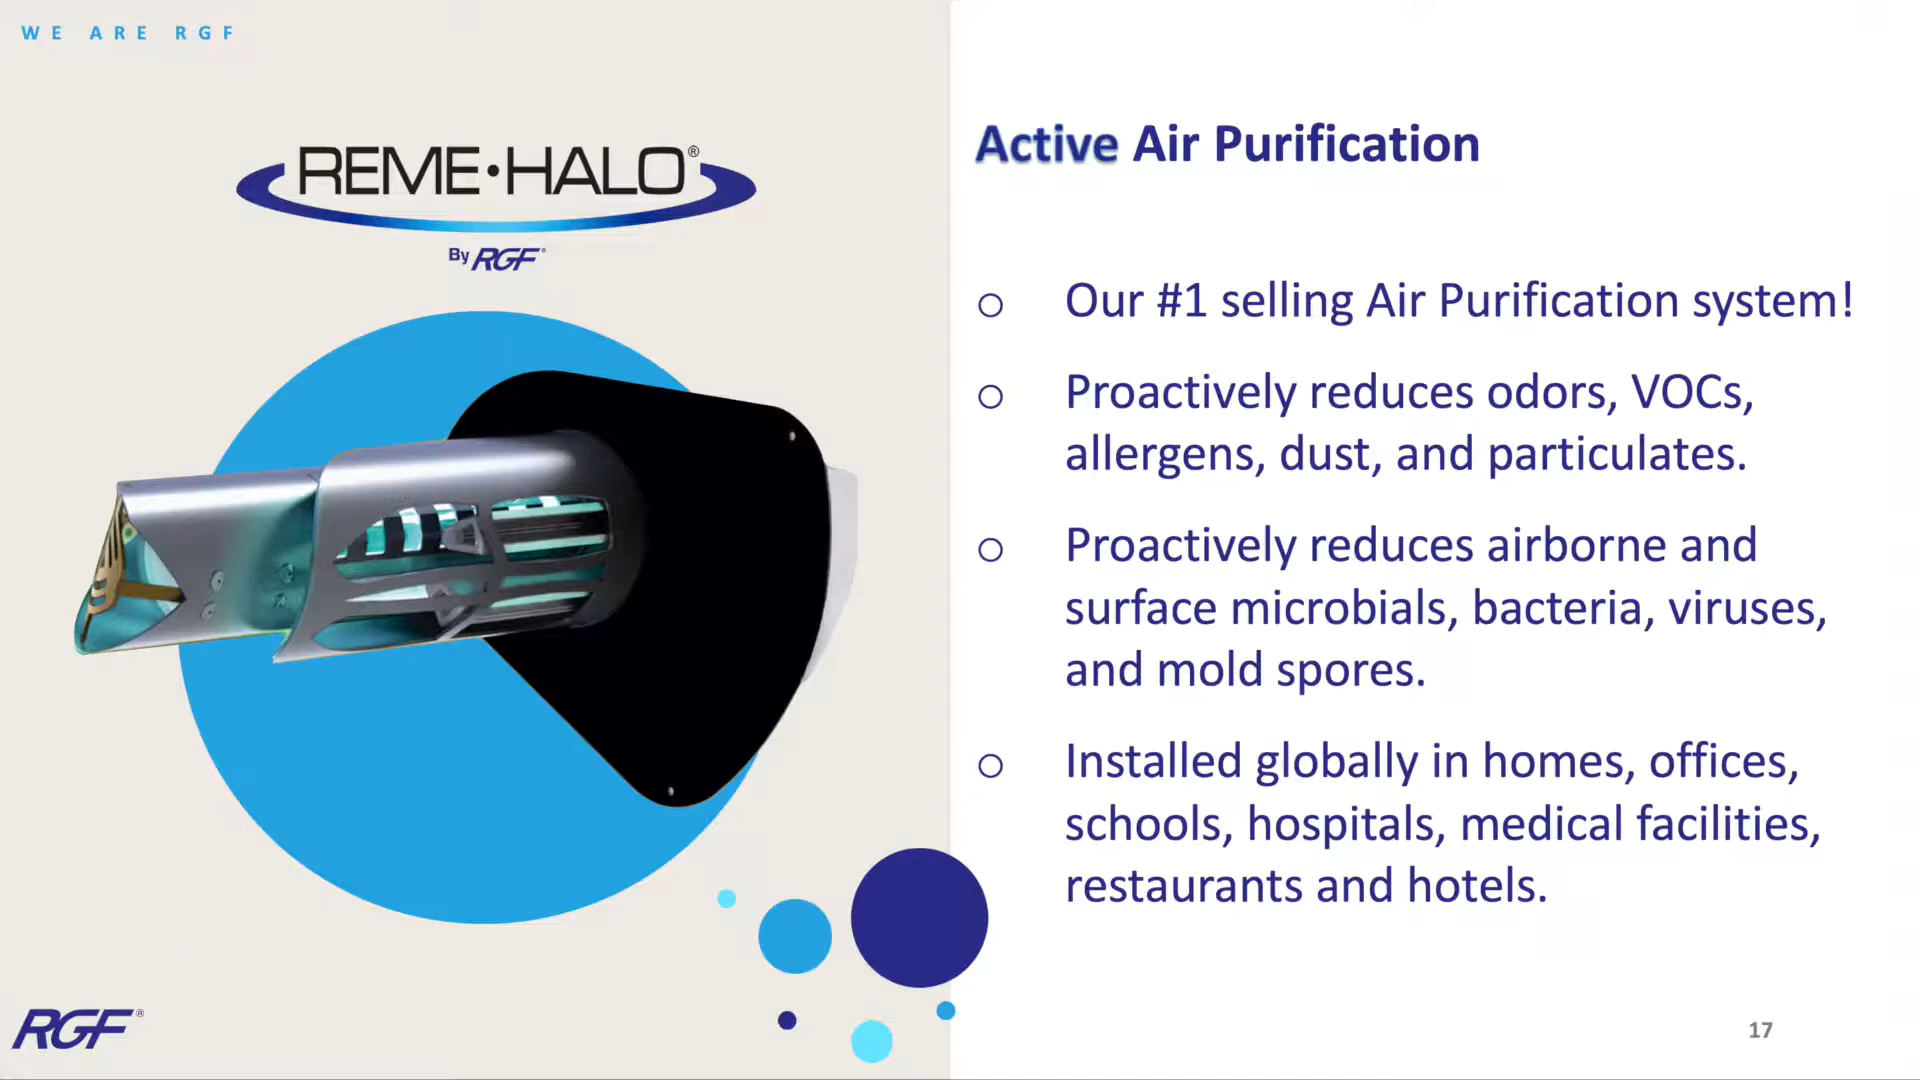 WE ARE RGF
REME•HALO®
By RGF®
Active Air Purification
○ Our #1 selling Air Purification system!
○ Proactively reduces odors, VOCs,
allergens, dust, and particulates.
○ Proactively reduces airborne and
surface microbials, bacteria, viruses,
and mold spores.
○ Installed globally in homes, offices,
schools, hospitals, medical facilities,
restaurants and hotels.
RGF®
17